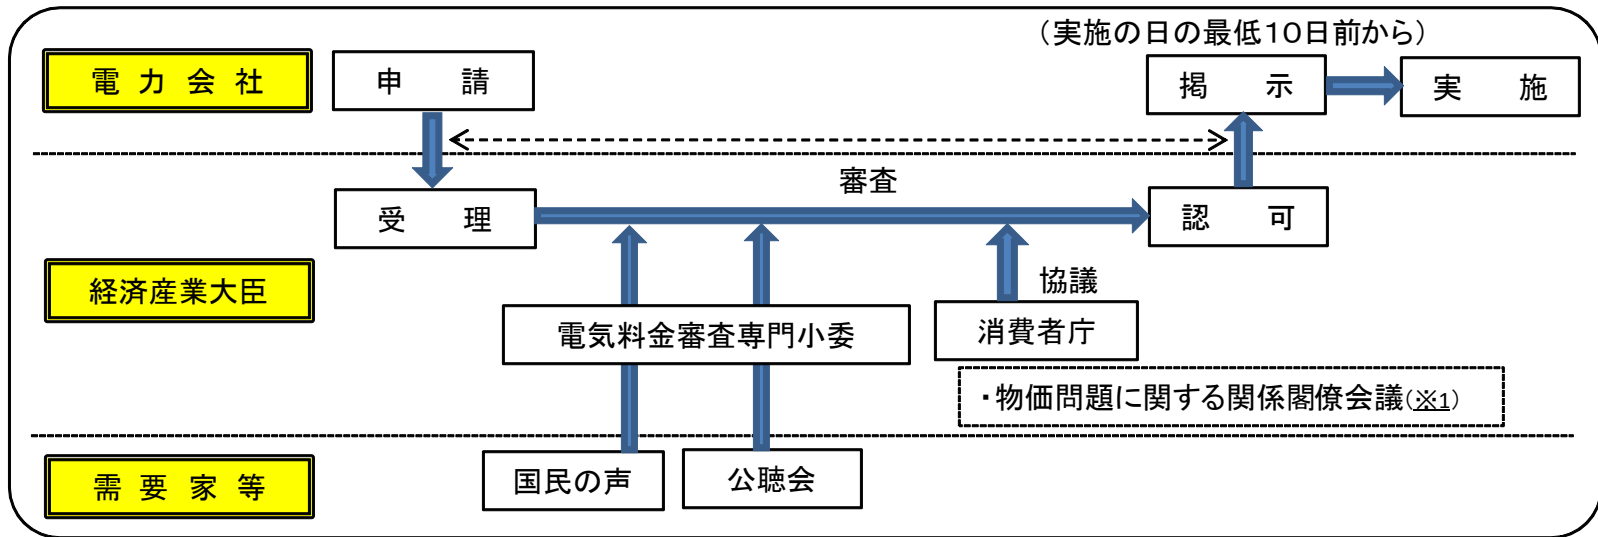 （実施の日の最低１０日前から）
電力会社
申請
掲示
実施
審査
受理
認可
経済産業大臣
協議
電気料金審査専門小委
消費者庁
・物価問題に関する関係閣僚会議（※1）
需要家等
国民の声
公聴会